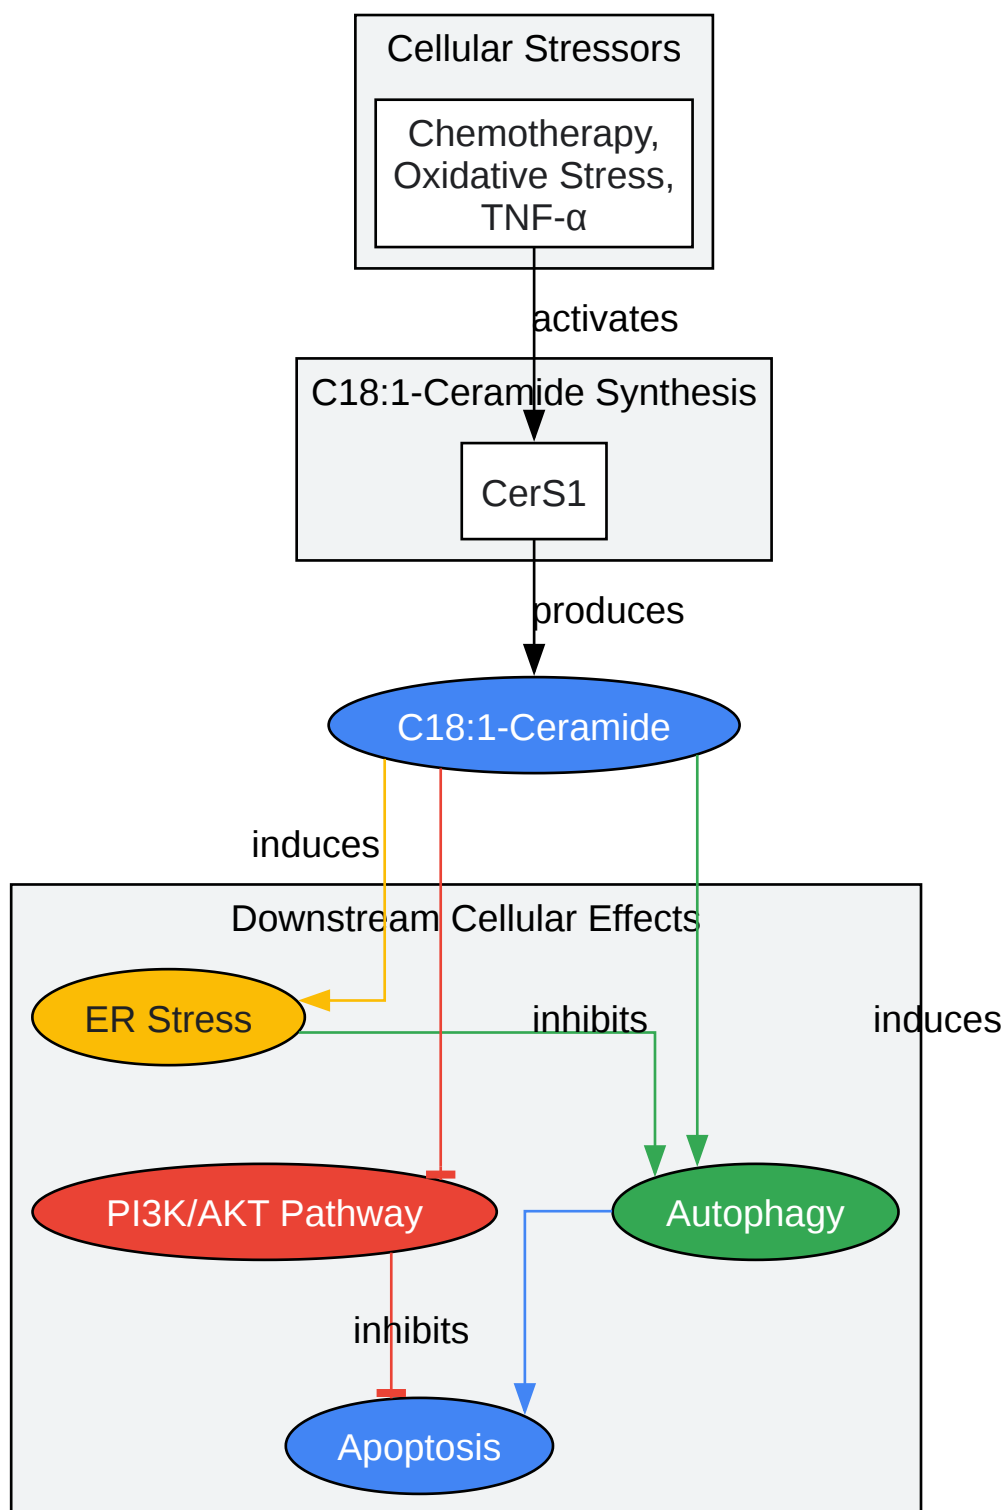 Cellular Stressors
Chemotherapy,
Oxidative Stress,
TNF-α
activates
C18:1-Ceramide Synthesis
CerS1
produces
C18:1-Ceramide
induces
Downstream Cellular Effects
ER Stress
inhibits
induces
PI3K/AKT Pathway
Autophagy
inhibits
Apoptosis